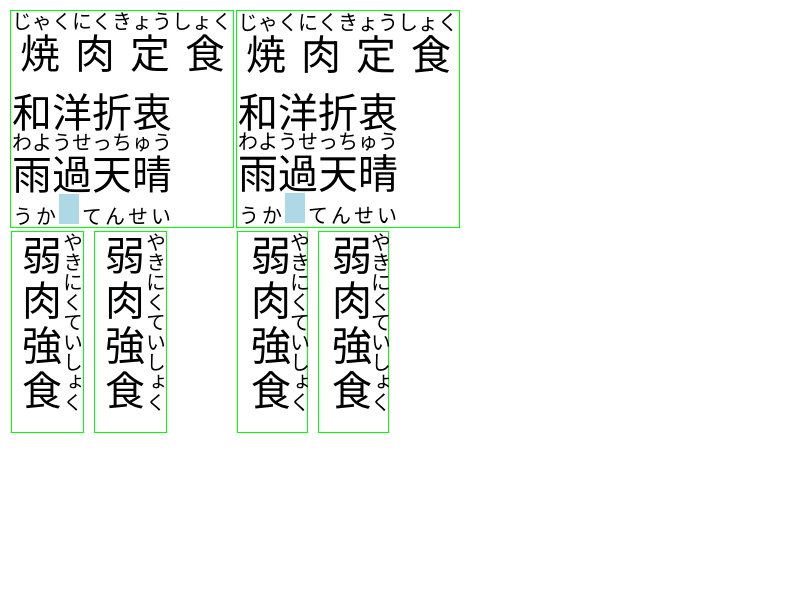 じゃくにくきょうしょく じゃくにくきょうしょく
焼肉定食 焼肉定食
和洋折衷 和洋折衷
わようせっちゅう わようせっちゅう
雨過天晴 雨過天晴
うか てんせい うか てんせい
弱肉強食
やきにくていしょく
弱肉強食
やきにくていしょく
弱肉強食
やきにくていしょく
弱肉強食
やきにくていしょく